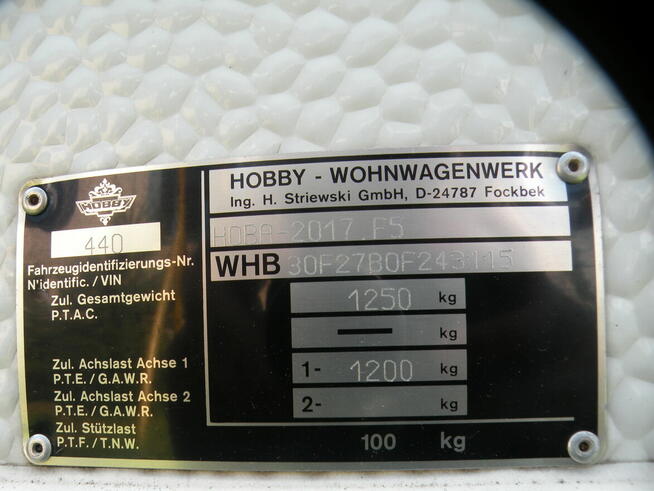 HOBBY - WOHNWAGENWERK
Ing. H. Striewski GmbH, D-24787 Fockbek
HOBBY
440
HOBA-2017.F5
Fahrzeugidentifizierungs-Nr.
N'identific. / VIN
WHB 30F27B0F243115
Zul. Gesamtgewicht
P.T.A.C.
1250 kg
— kg
Zul. Achslast Achse 1
P.T.E. / G.A.W.R.
1- 1200 kg
Zul. Achslast Achse 2
P.T.E. / G.A.W.R.
2- kg
Zul. Stützlast
P.T.F. / T.N.W.
100 kg